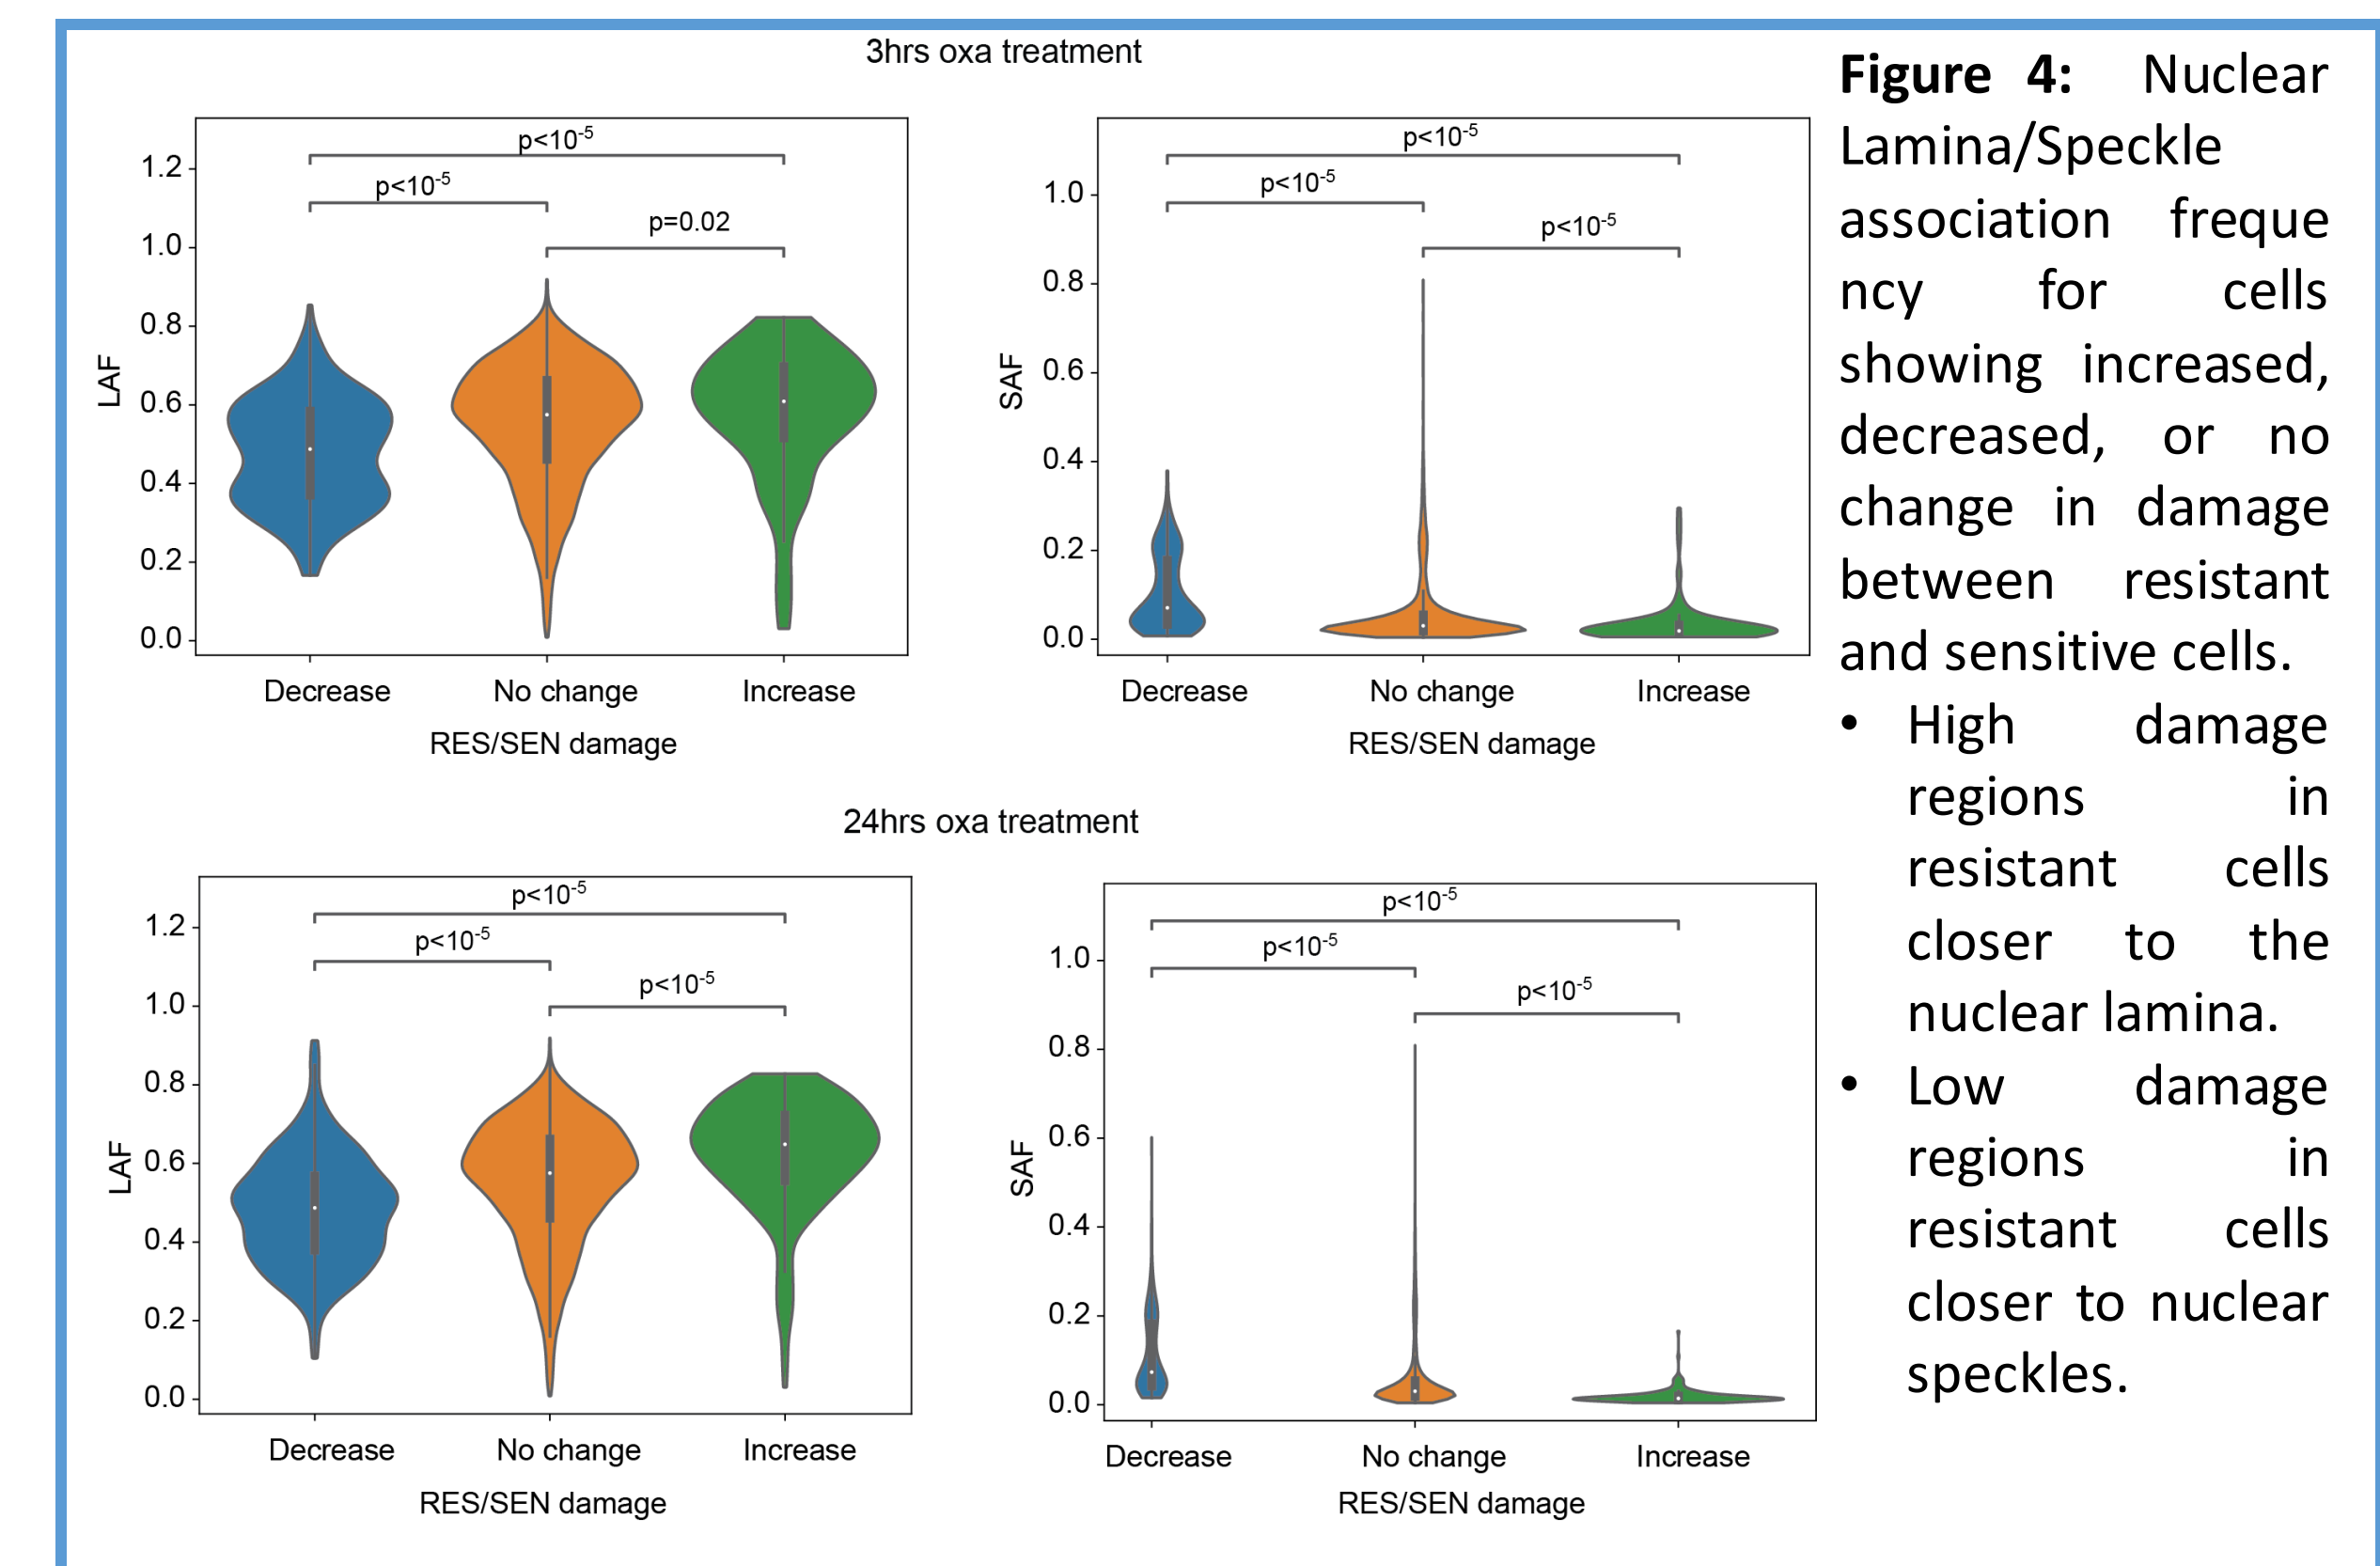 3hrs oxa treatment
p<10-5
p<10-5
p=0.02
1.2
1.0
0.8
0.6
0.4
0.2
0.0
LAF
Decrease No change Increase
RES/SEN damage
p<10-5
p<10-5
p<10-5
1.0
0.8
0.6
0.4
0.2
0.0
SAF
Decrease No change Increase
RES/SEN damage
24hrs oxa treatment
p<10-5
p<10-5
p<10-5
1.2
1.0
0.8
0.6
0.4
0.2
0.0
LAF
Decrease No change Increase
RES/SEN damage
p<10-5
p<10-5
p<10-5
1.0
0.8
0.6
0.4
0.2
0.0
SAF
Decrease No change Increase
RES/SEN damage
Figure 4: Nuclear
Lamina/Speckle
association freque
ncy for cells
showing increased,
decreased, or no
change in damage
between resistant
and sensitive cells.
• High damage
regions in
resistant cells
closer to the
nuclear lamina.
• Low damage
regions in
resistant cells
closer to nuclear
speckles.